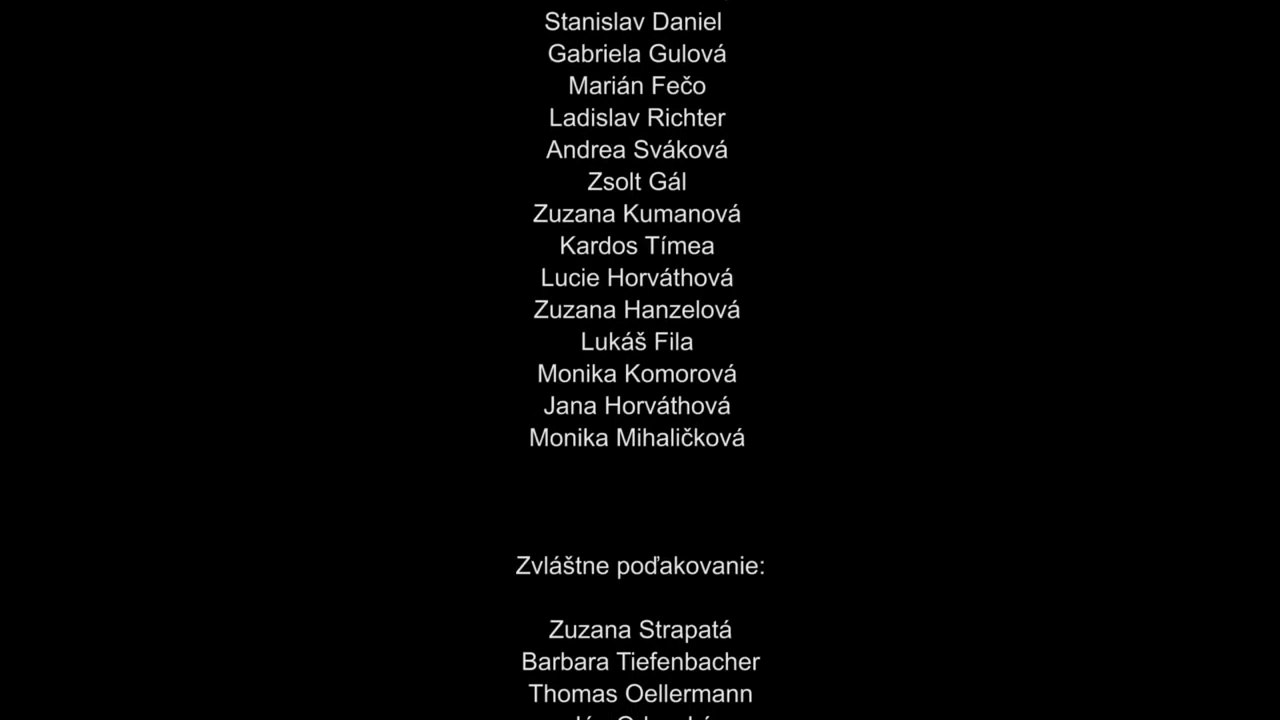 Stanislav Daniel
Gabriela Gulová
Marián Fečo
Ladislav Richter
Andrea Sváková
Zsolt Gál
Zuzana Kumanová
Kardos Tímea
Lucie Horváthová
Zuzana Hanzelová
Lukáš Fila
Monika Komorová
Jana Horváthová
Monika Mihaličková
Zvláštne poďakovanie:
Zuzana Strapatá
Barbara Tiefenbacher
Thomas Oellermann